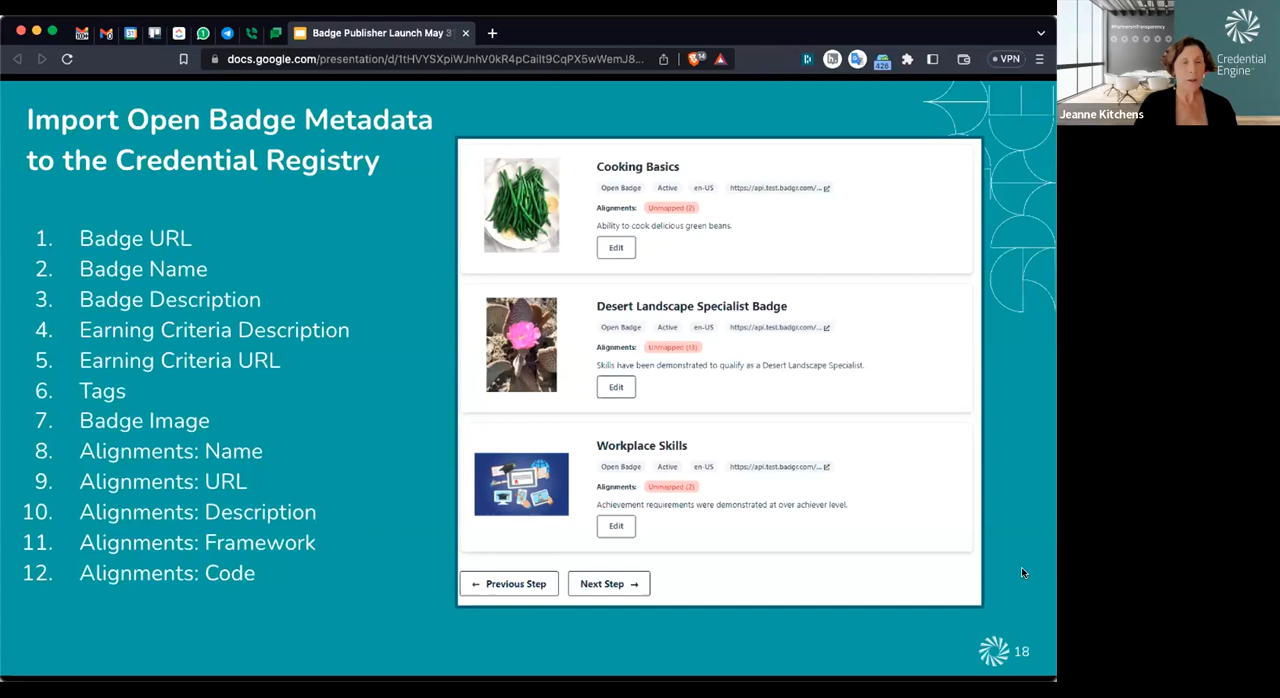 Badge Publisher Launch May 3
docs.google.com/presentation/d/1tHVYSXpiWJnhV0kR4pCailt9CqPX5wWemJ8...
VPN
#PartnersInTransparency
Credential
Engine
Jeanne Kitchens
Import Open Badge Metadata
to the Credential Registry
1. Badge URL
2. Badge Name
3. Badge Description
4. Earning Criteria Description
5. Earning Criteria URL
6. Tags
7. Badge Image
8. Alignments: Name
9. Alignments: URL
10. Alignments: Description
11. Alignments: Framework
12. Alignments: Code
Cooking Basics
Open Badge Active en-US https://api.test.badgr.com/...
Alignments: Unmapped (2)
Ability to cook delicious green beans.
Edit
Desert Landscape Specialist Badge
Open Badge Active en-US https://api.test.badgr.com/...
Alignments: Unmapped (13)
Skills have been demonstrated to qualify as a Desert Landscape Specialist.
Edit
Workplace Skills
Open Badge Active en-US https://api.test.badgr.com/...
Alignments: Unmapped (2)
Achievement requirements were demonstrated at over achiever level.
Edit
← Previous Step Next Step →
18